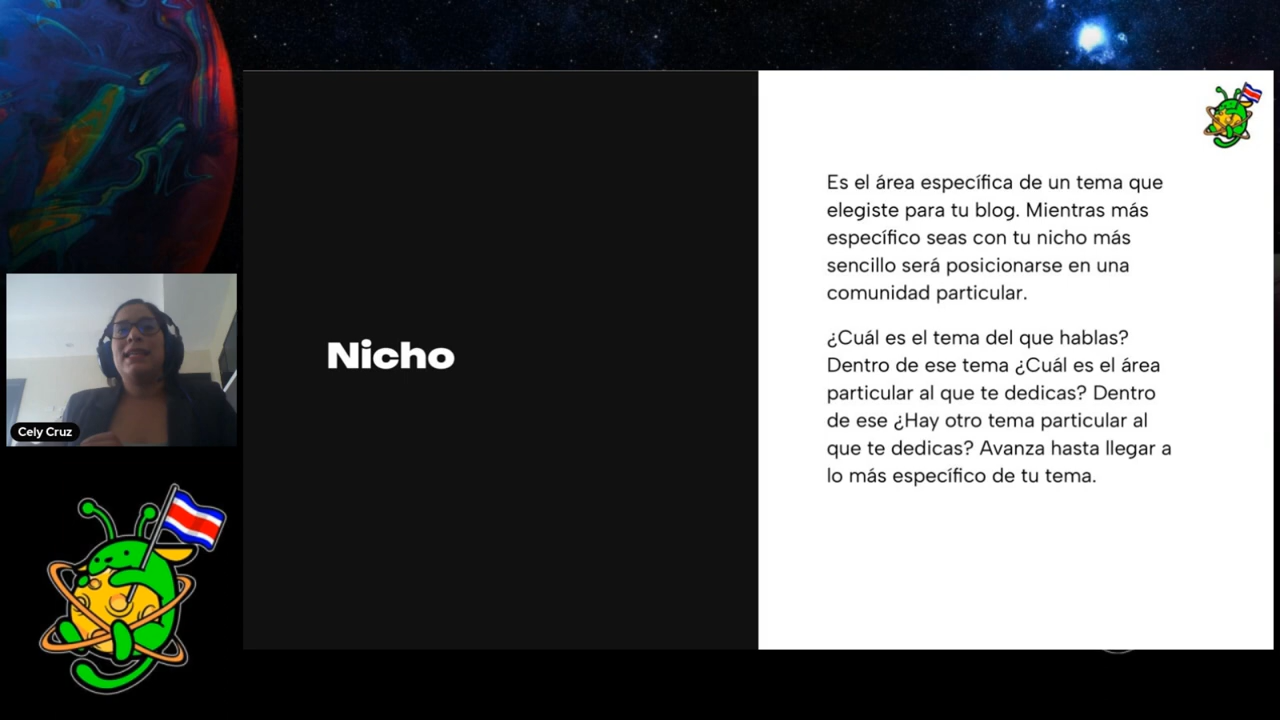 Cely Cruz
Nicho
Es el área específica de un tema que
elegiste para tu blog. Mientras más
específico seas con tu nicho más
sencillo será posicionarse en una
comunidad particular.
¿Cuál es el tema del que hablas?
Dentro de ese tema ¿Cuál es el área
particular al que te dedicas? Dentro
de ese ¿Hay otro tema particular al
que te dedicas? Avanza hasta llegar a
lo más específico de tu tema.